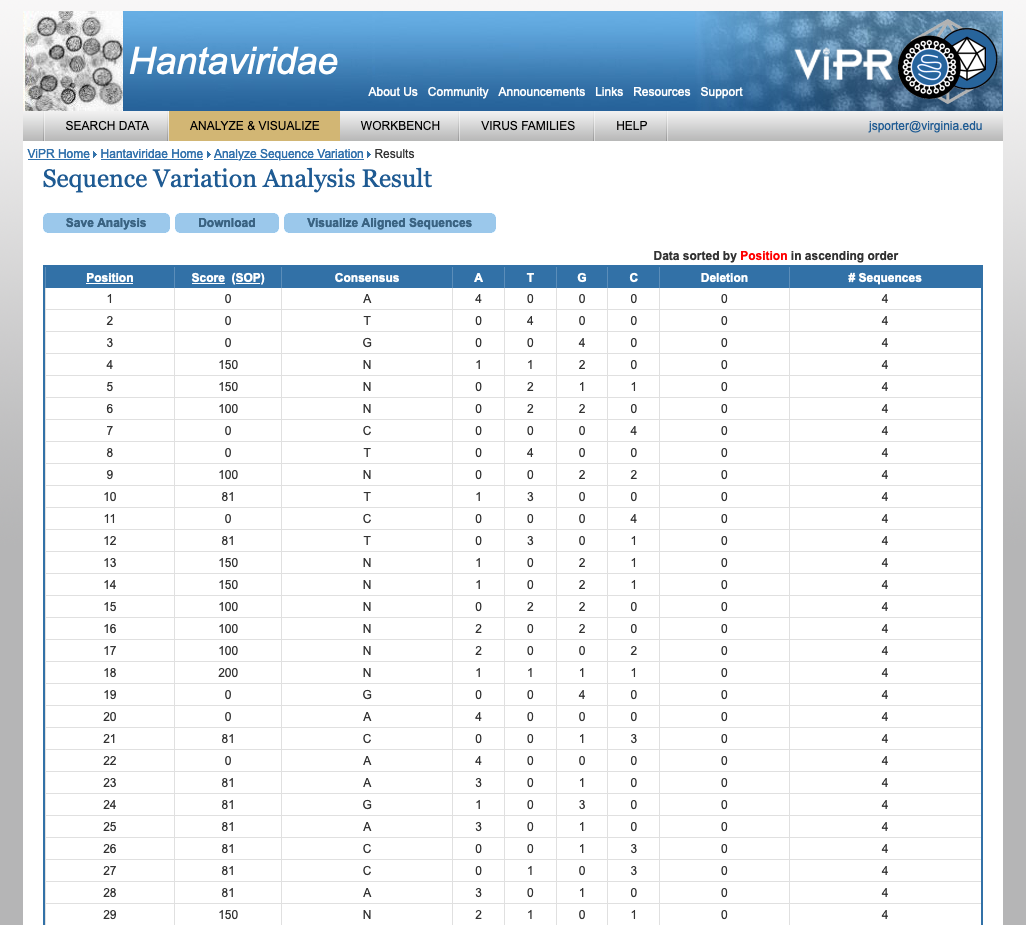 Hantaviridae
ViPR
About Us Community Announcements Links Resources Support
SEARCH DATA ANALYZE & VISUALIZE WORKBENCH VIRUS FAMILIES HELP jsporter@virginia.edu
ViPR Home Hantaviridae Home Analyze Sequence Variation Results
Sequence Variation Analysis Result
Save Analysis Download Visualize Aligned Sequences
Data sorted by Position in ascending order
Position Score (SOP) Consensus A T G C Deletion # Sequences
1 0 A 4 0 0 0 0 4
2 0 T 0 4 0 0 0 4
3 0 G 0 0 4 0 0 4
4 150 N 1 1 2 0 0 4
5 150 N 0 2 1 1 0 4
6 100 N 0 2 2 0 0 4
7 0 C 0 0 0 4 0 4
8 0 T 0 4 0 0 0 4
9 100 N 0 0 2 2 0 4
10 81 T 1 3 0 0 0 4
11 0 C 0 0 0 4 0 4
12 81 T 0 3 0 1 0 4
13 150 N 1 0 2 1 0 4
14 150 N 1 0 2 1 0 4
15 100 N 0 2 2 0 0 4
16 100 N 2 0 2 0 0 4
17 100 N 2 0 0 2 0 4
18 200 N 1 1 1 1 0 4
19 0 G 0 0 4 0 0 4
20 0 A 4 0 0 0 0 4
21 81 C 0 0 1 3 0 4
22 0 A 4 0 0 0 0 4
23 81 A 3 0 1 0 0 4
24 81 G 1 0 3 0 0 4
25 81 A 3 0 1 0 0 4
26 81 C 0 0 1 3 0 4
27 81 C 0 1 0 3 0 4
28 81 A 3 0 1 0 0 4
29 150 N 2 1 0 1 0 4